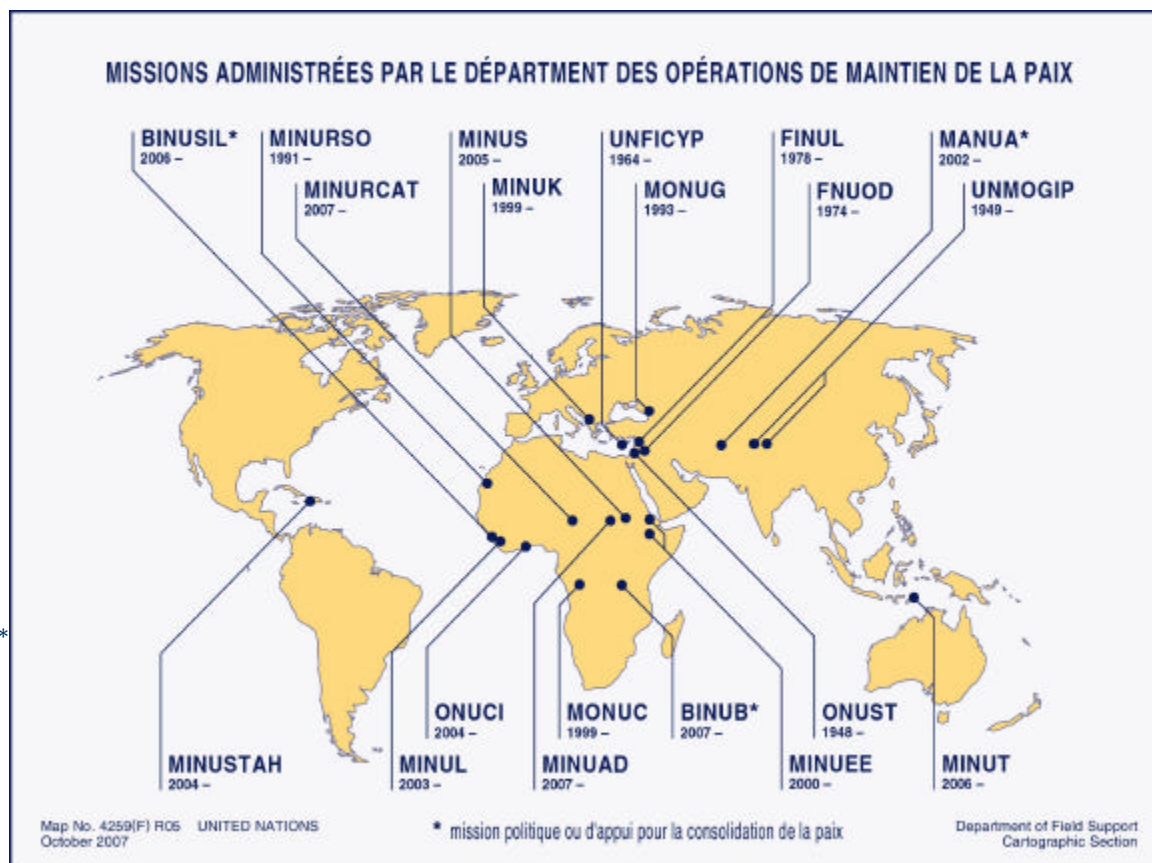 MISSIONS ADMINISTRÉES PAR LE DÉPARTMENT DES OPÉRATIONS DE MAINTIEN DE LA PAIX
BINUSIL*
2006 –
MINURSO
1991 –
MINUS
2005 –
UNFICYP
1964 –
FINUL
1978 –
MANUA*
2002 –
MINURCAT
2007 –
MINUK
1999 –
MONUG
1993 –
FNUOD
1974 –
UNMOGIP
1949 –
*
ONUCI
2004 –
MONUC
1999 –
BINUB*
2007 –
ONUST
1948 –
MINUSTAH
2004 –
MINUL
2003 –
MINUAD
2007 –
MINUEE
2000 –
MINUT
2006 –
Map No. 4259(F) R05 UNITED NATIONS
October 2007
* mission politique ou d'appui pour la consolidation de la paix
Department of Field Support
Cartographic Section